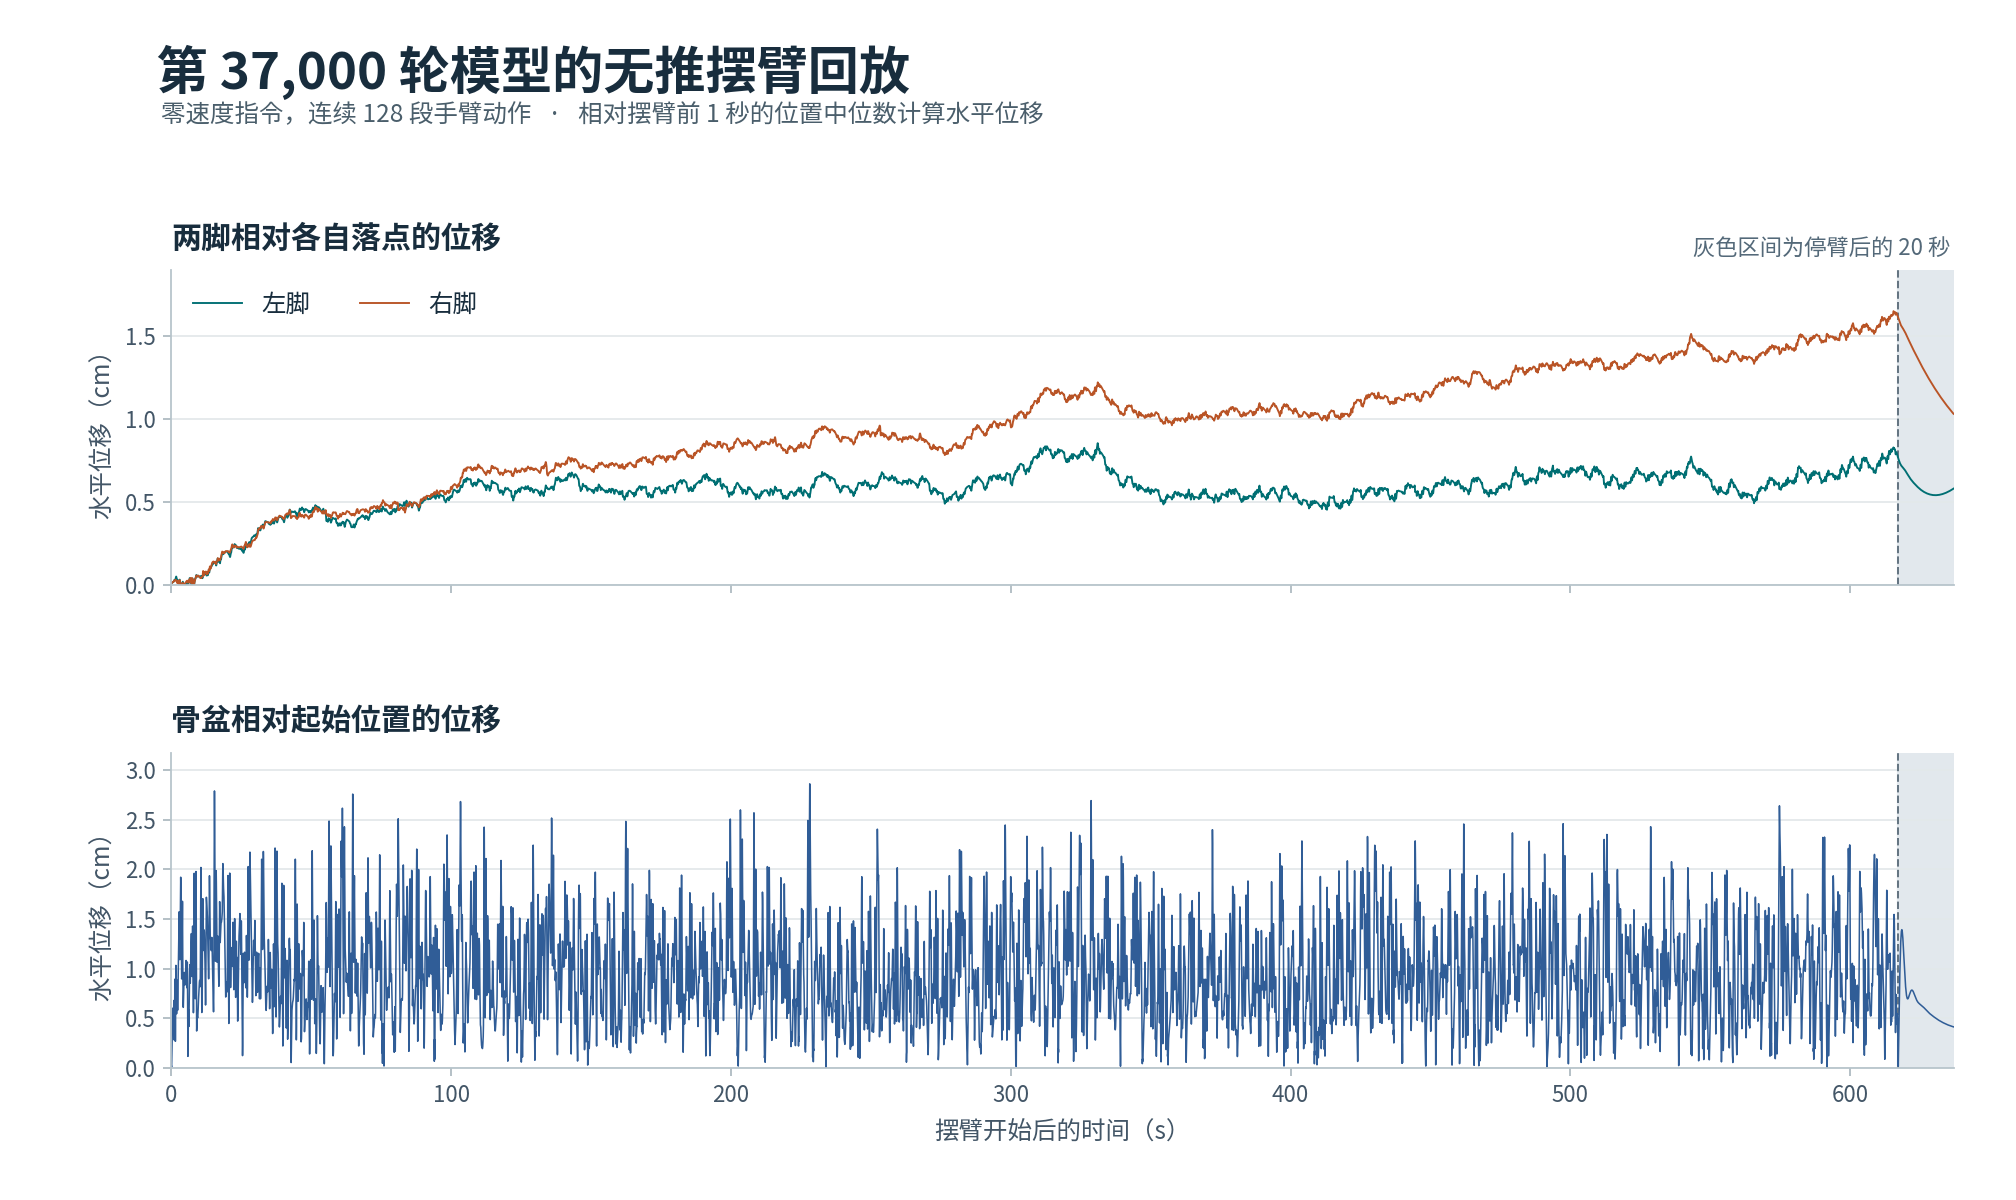 第 37,000 轮模型的无推摆臂回放
零速度指令，连续 128 段手臂动作 · 相对摆臂前 1 秒的位置中位数计算水平位移
两脚相对各自落点的位移
灰色区间为停臂后的 20 秒
左脚 右脚
水平位移（cm）
1.5
1.0
0.5
0.0
骨盆相对起始位置的位移
水平位移（cm）
3.0
2.5
2.0
1.5
1.0
0.5
0.0
0 100 200 300 400 500 600
摆臂开始后的时间（s）